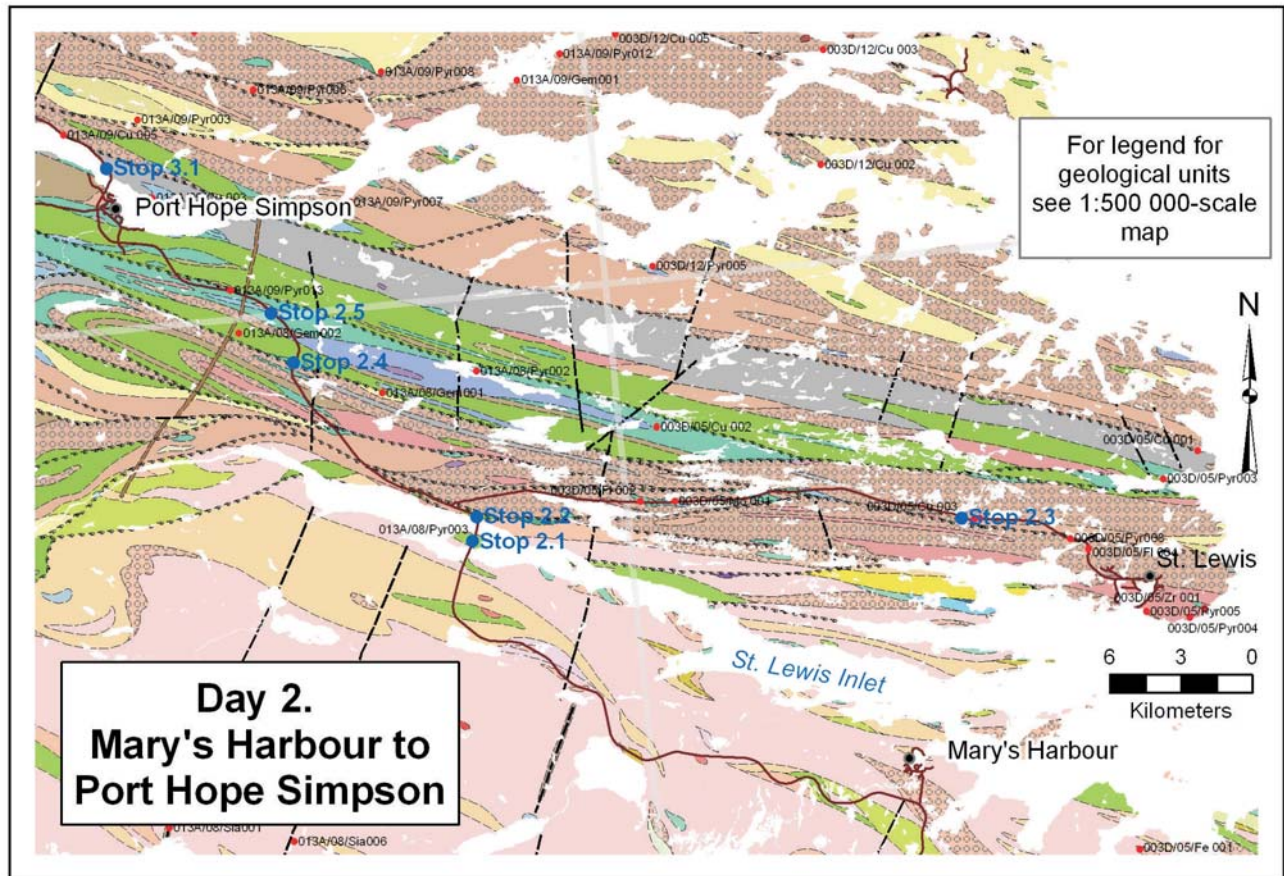 003D/12/Cu 005
003D/12/Cu 003
013A/09/Pyr012
013A/09/Pyr008
013A/09/Gem001
013A/09/Pyr003
013A/09/Cu 005
For legend for
geological units
see 1:500 000-scale
map
003D/12/Cu 002
Stop 3.1
013A/09/Pyr007
Port Hope Simpson
003D/12/Pyr005
013A/09/Pyr013
N
Stop 2.5
013A/08/Gem002
Stop 2.4
013A/08/Pyr002
013A/08/Gem001
003D/05/Cu 002
003D/05/Cu 001
003D/05/Pyr003
003D/05/Cu 003
013A/08/Pyr003
Stop 2.2
Stop 2.3
Stop 2.1
St. Lewis
003D/05/Zr 001
003D/05/Pyr005
003D/05/Pyr004
St. Lewis Inlet
6 3 0
Kilometers
Day 2.
Mary's Harbour to
Port Hope Simpson
Mary's Harbour
013A/08/Sia001
013A/08/Sia006
003D/05/Fe 001